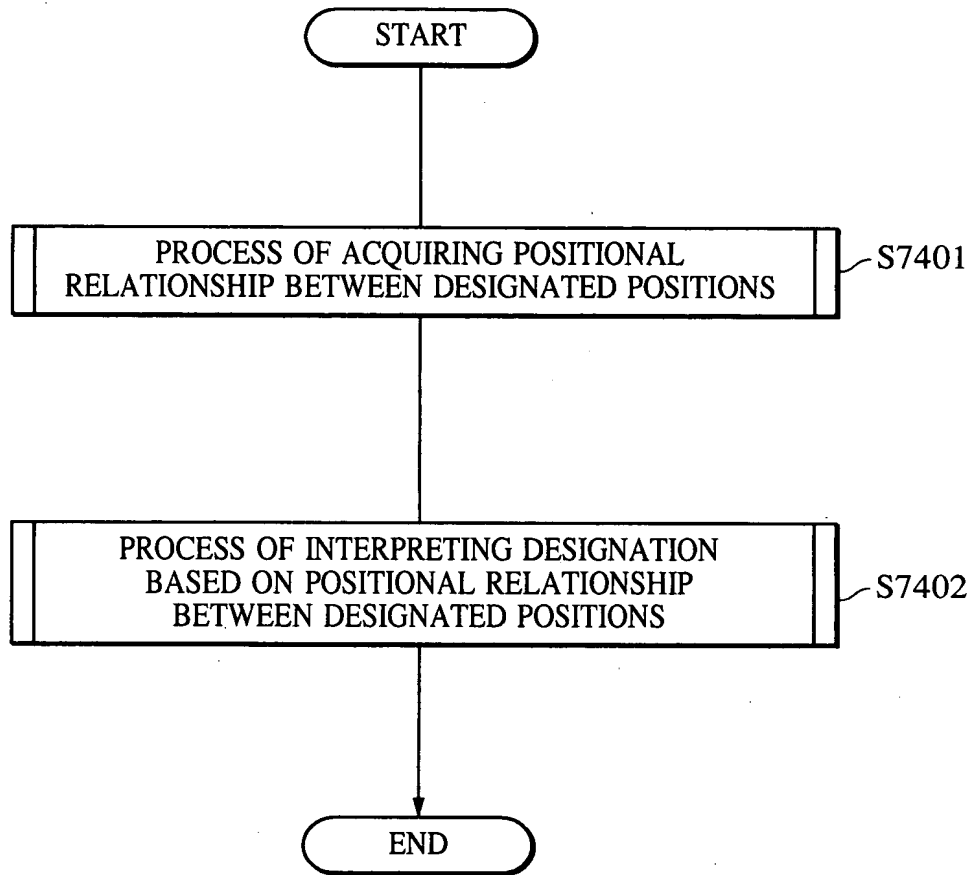 START
PROCESS OF ACQUIRING POSITIONAL
RELATIONSHIP BETWEEN DESIGNATED POSITIONS
S7401
PROCESS OF INTERPRETING DESIGNATION
BASED ON POSITIONAL RELATIONSHIP
BETWEEN DESIGNATED POSITIONS
S7402
END